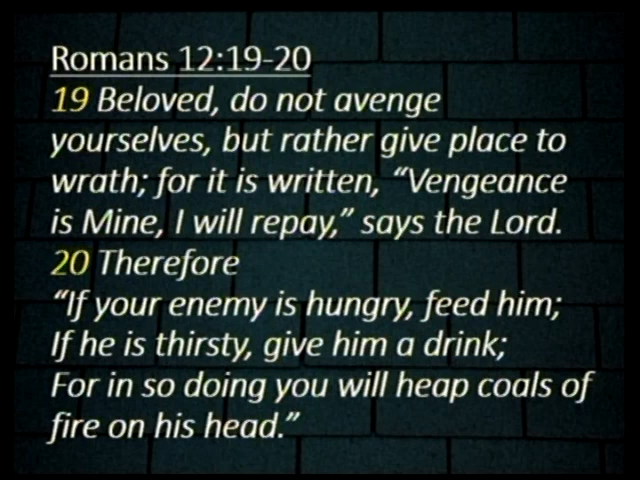 Romans 12:19-20
19 Beloved, do not avenge
yourselves, but rather give place to
wrath; for it is written, “Vengeance
is Mine, I will repay,” says the Lord.
20 Therefore
“If your enemy is hungry, feed him;
If he is thirsty, give him a drink;
For in so doing you will heap coals of
fire on his head.”